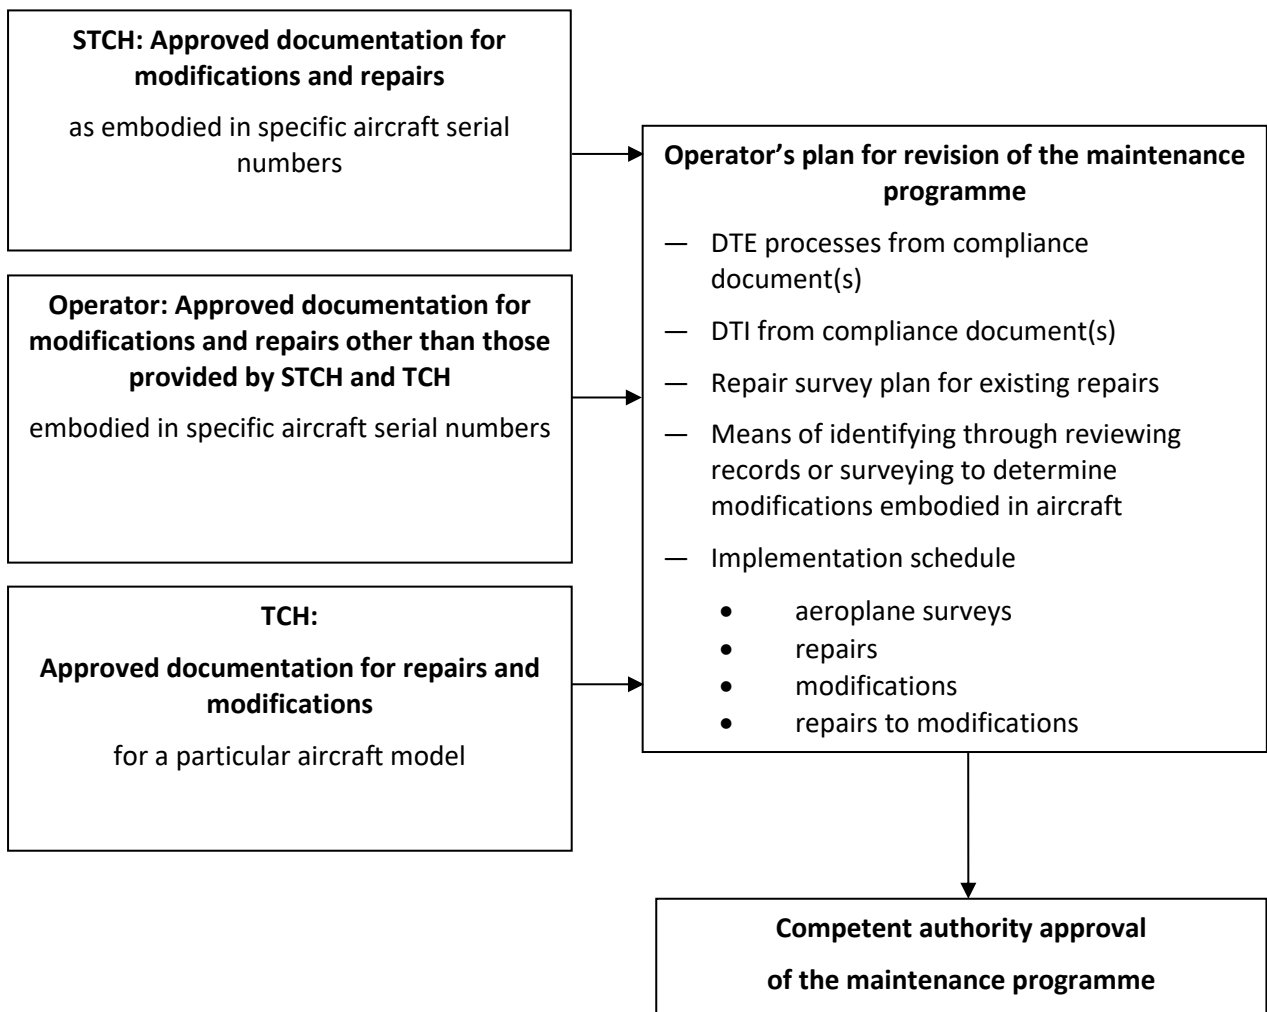 STCH: Approved documentation for
modifications and repairs
as embodied in specific aircraft serial
numbers
Operator: Approved documentation for
modifications and repairs other than those
provided by STCH and TCH
embodied in specific aircraft serial numbers
TCH:
Approved documentation for repairs and
modifications
for a particular aircraft model
Operator’s plan for revision of the maintenance
programme
— DTE processes from compliance
document(s)
— DTI from compliance document(s)
— Repair survey plan for existing repairs
— Means of identifying through reviewing
records or surveying to determine
modifications embodied in aircraft
— Implementation schedule
• aeroplane surveys
• repairs
• modifications
• repairs to modifications
Competent authority approval
of the maintenance programme